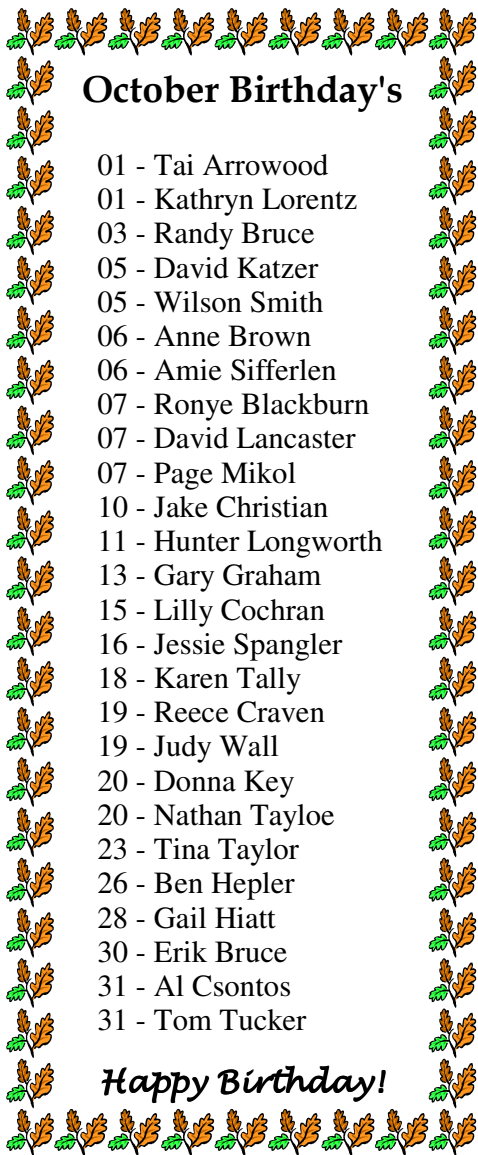 October Birthday's
01 - Tai Arrowood
01 - Kathryn Lorentz
03 - Randy Bruce
05 - David Katzer
05 - Wilson Smith
06 - Anne Brown
06 - Amie Sifferlen
07 - Ronye Blackburn
07 - David Lancaster
07 - Page Mikol
10 - Jake Christian
11 - Hunter Longworth
13 - Gary Graham
15 - Lilly Cochran
16 - Jessie Spangler
18 - Karen Tally
19 - Reece Craven
19 - Judy Wall
20 - Donna Key
20 - Nathan Tayloe
23 - Tina Taylor
26 - Ben Hepler
28 - Gail Hiatt
30 - Erik Bruce
31 - Al Csontos
31 - Tom Tucker
Happy Birthday!